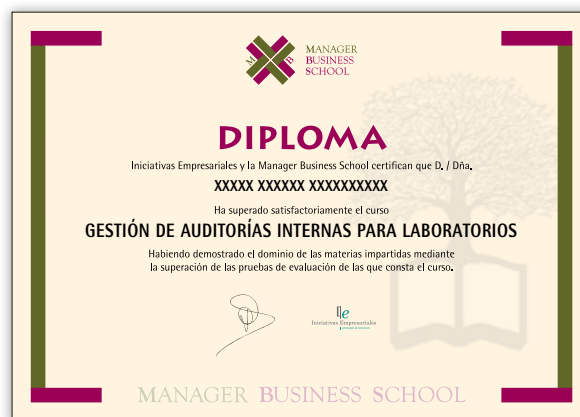 M B
MANAGER
BUSINESS
SCHOOL
DIPLOMA
Iniciativas Empresariales y la Manager Business School certifican que D. / Dña.
XXXXX XXXXXX XXXXXXXXXX
Ha superado satisfactoriamente el curso
GESTIÓN DE AUDITORÍAS INTERNAS PARA LABORATORIOS
Habiendo demostrado el dominio de las materias impartidas mediante
la superación de las pruebas de evaluación de las que consta el curso.
Iniciativas Empresariales
MANAGER BUSINESS SCHOOL